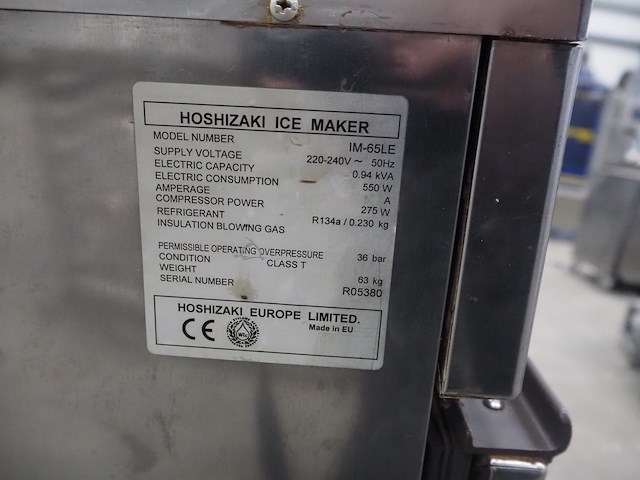 HOSHIZAKI ICE MAKER
MODEL NUMBER IM-65LE
SUPPLY VOLTAGE 220-240V ~ 50Hz
ELECTRIC CAPACITY 0.94 kVA
ELECTRIC CONSUMPTION 550 W
AMPERAGE A
COMPRESSOR POWER 275 W
REFRIGERANT R134a / 0.230 kg
INSULATION BLOWING GAS
PERMISSIBLE OPERATING OVERPRESSURE 36 bar
CONDITION CLASS T
WEIGHT 63 kg
SERIAL NUMBER R05380
HOSHIZAKI EUROPE LIMITED.
CE Made in EU